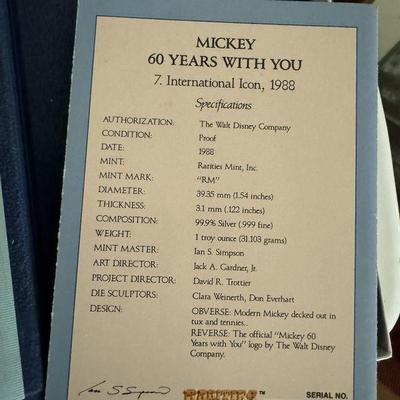 MICKEY
60 YEARS WITH YOU
7. International Icon, 1988
Specifications
AUTHORIZATION: The Walt Disney Company
CONDITION: Proof
DATE: 1988
MINT: Rarities Mint, Inc.
MINT MARK: "RM"
DIAMETER: 39.35 mm (1.54 inches)
THICKNESS: 3.1 mm (.122 inches)
COMPOSITION: 99.9% Silver (.999 fine)
WEIGHT: 1 troy ounce (31.103 grams)
MINT MASTER: Ian S. Simpson
ART DIRECTOR: Jack A. Gardner, Jr.
PROJECT DIRECTOR: David R. Trottier
DIE SCULPTORS: Clara Weinerth, Don Everhart
DESIGN: OBVERSE: Modern Mickey decked out in
tux and tennies..
REVERSE: The official "Mickey 60
Years with You" logo by The Walt Disney
Company.
Ian S Simpson RARITIES™ SERIAL NO.